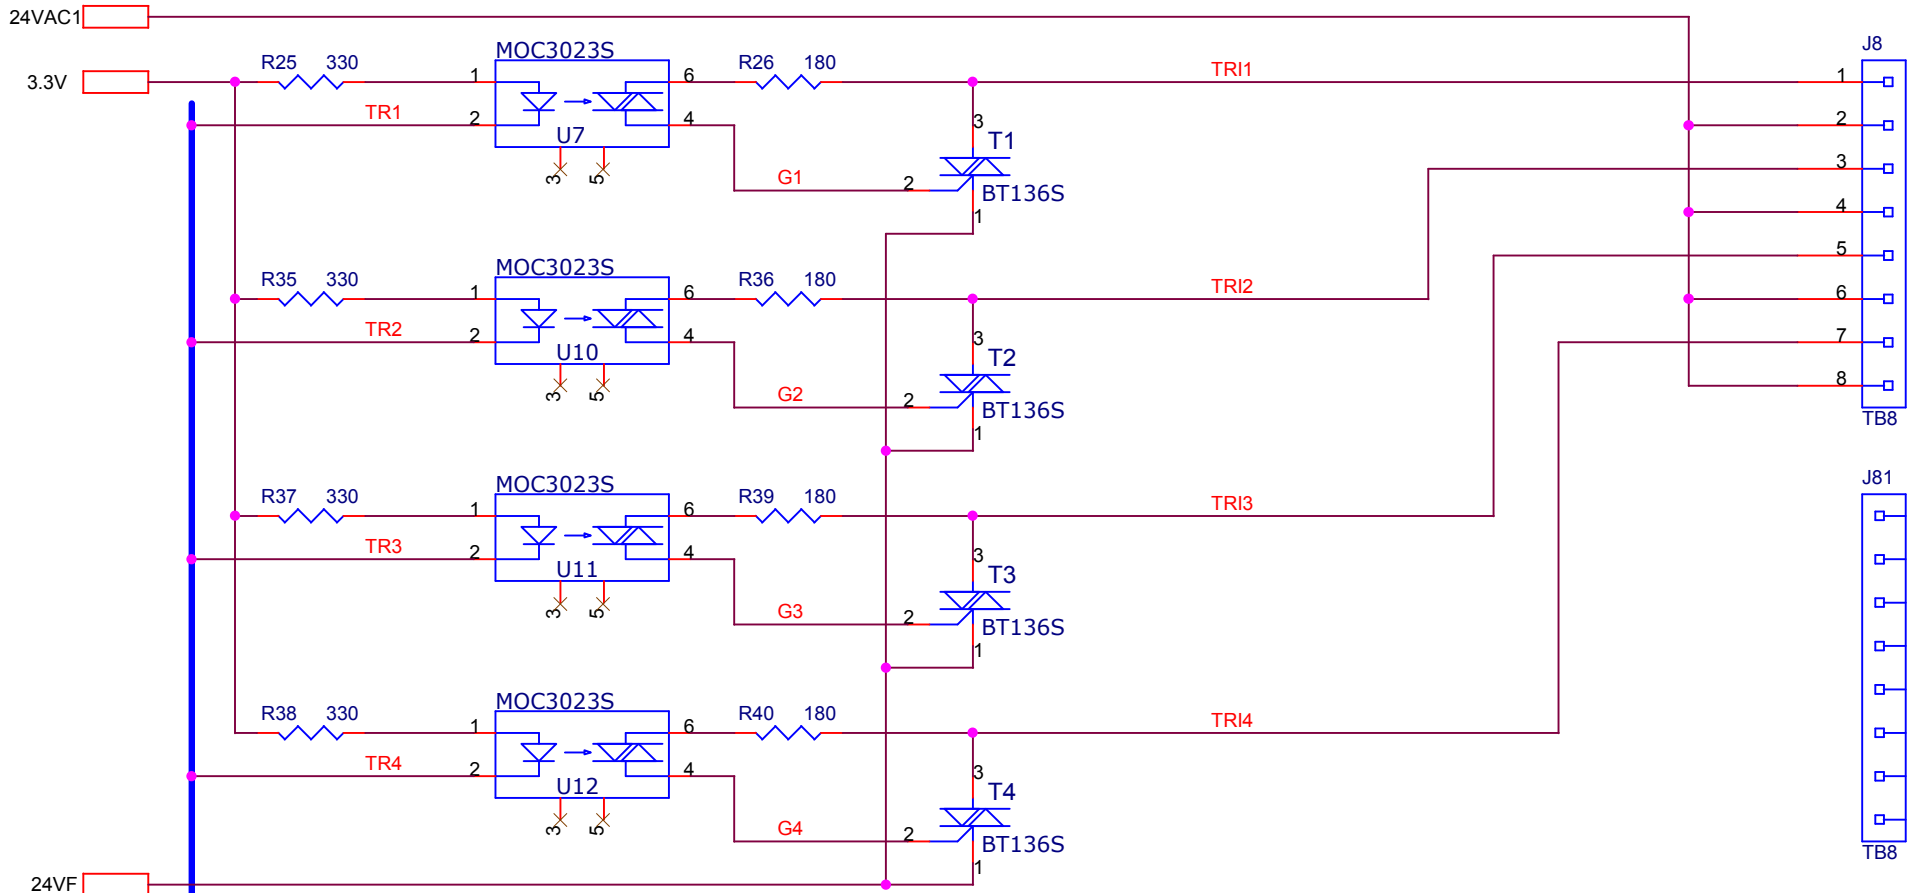 24VAC1
J8
MOC3023S
R25 330
R26 180
TRI1
3.3V
1
6
1
TR1
2
4
2
3
T1
U7
3
5
G1
2
BT136S
3
1
4
MOC3023S
5
R35 330
R36 180
TRI2
1
6
6
TR2
2
4
3
7
T2
U10
3
5
8
G2
2
BT136S
TB8
1
MOC3023S
J81
R37 330
R39 180
TRI3
1
6
TR3
2
4
3
T3
U11
3
5
G3
2
BT136S
1
MOC3023S
R38 330
R40 180
TRI4
1
6
TR4
2
4
3
T4
U12
3
5
G4
2
BT136S
TB8
1
24VF